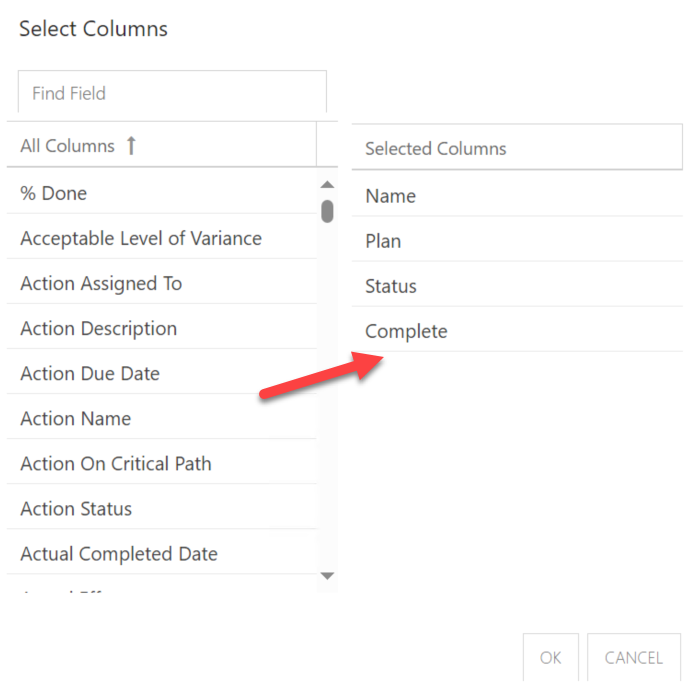 Select Columns
Find Field
All Columns
% Done
Acceptable Level of Variance
Action Assigned To
Action Description
Action Due Date
Action Name
Action On Critical Path
Action Status
Actual Completed Date
Selected Columns
Name
Plan
Status
Complete
OK
CANCEL